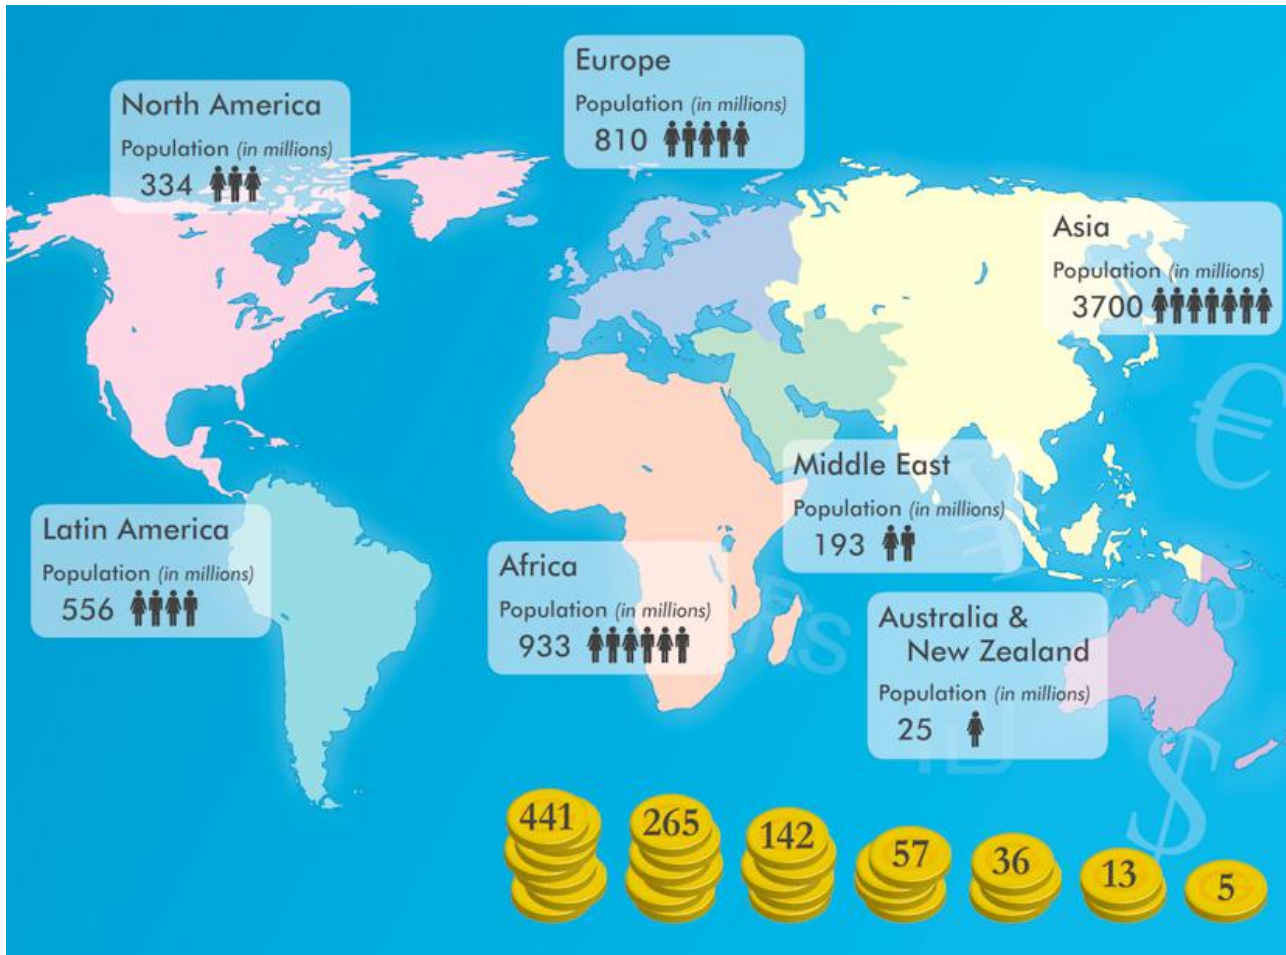 Europe
Population (in millions)
810
North America
Population (in millions)
334
Asia
Population (in millions)
3700
Middle East
Population (in millions)
193
Latin America
Population (in millions)
556
Africa
Population (in millions)
933
Australia &
New Zealand
Population (in millions)
25
€
RS
$
441
265
142
57
36
13
5